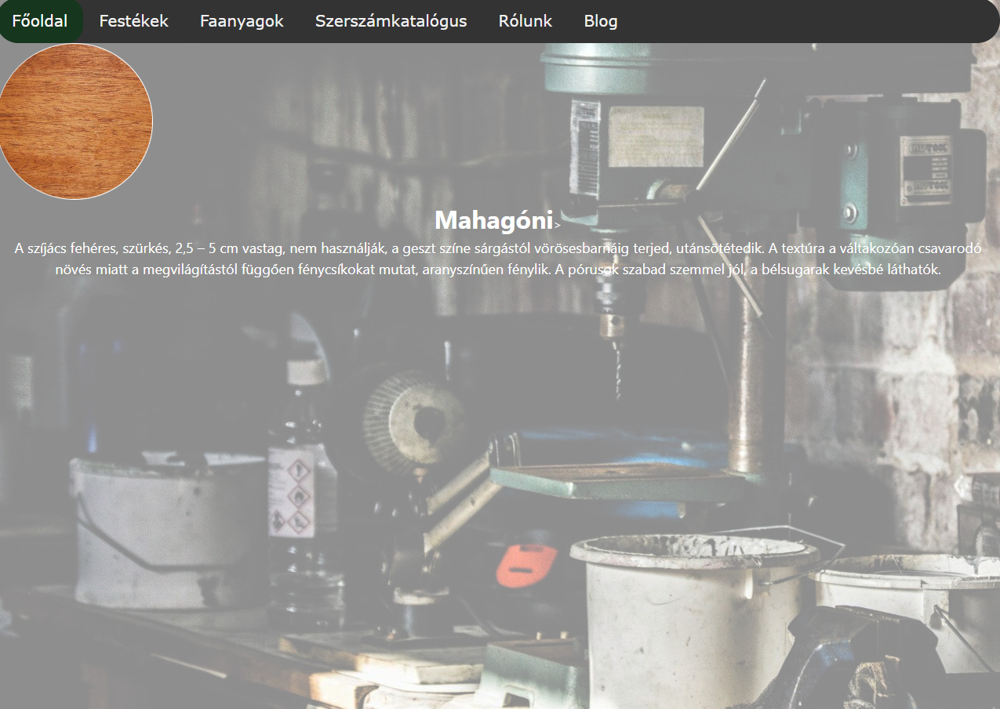 Főoldal Festékek Faanyagok Szerszámkatalógus Rólunk Blog
Mahagóni>
A szíjács fehéres, szürkés, 2,5 – 5 cm vastag, nem használják, a geszt színe sárgástól vörösesbarnáig terjed, utánsötétedik. A textúra a váltakozóan csavarodó
növés miatt a megvilágítástól függően fénycsíkokat mutat, aranyszínűen fénylik. A pórusok szabad szemmel jól, a bélsugarak kevésbé láthatók.
WARNING